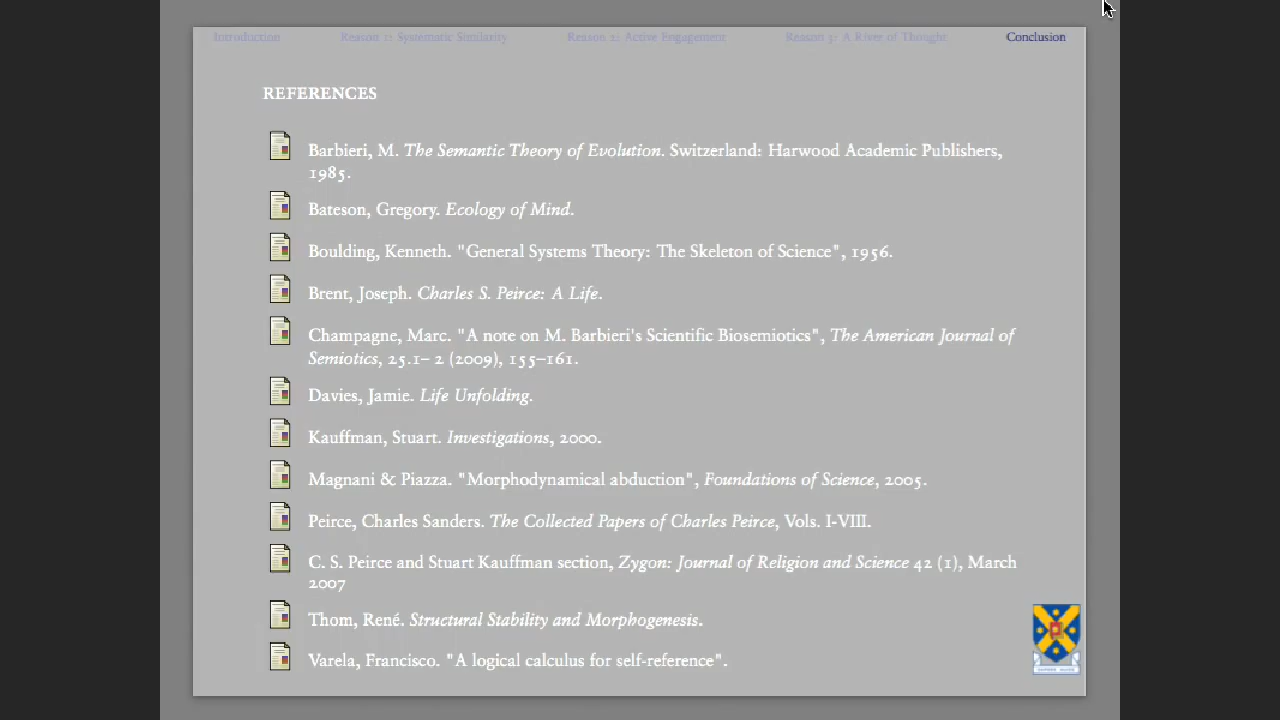 Introduction Reason 1: Systematic Similarity Reason 2: Active Engagement Reason 3: A River of Thought Conclusion
REFERENCES
Barbieri, M. The Semantic Theory of Evolution. Switzerland: Harwood Academic Publishers,
1985.
Bateson, Gregory. Ecology of Mind.
Boulding, Kenneth. "General Systems Theory: The Skeleton of Science", 1956.
Brent, Joseph. Charles S. Peirce: A Life.
Champagne, Marc. "A note on M. Barbieri's Scientific Biosemiotics", The American Journal of
Semiotics, 25.1– 2 (2009), 155–161.
Davies, Jamie. Life Unfolding.
Kauffman, Stuart. Investigations, 2000.
Magnani & Piazza. "Morphodynamical abduction", Foundations of Science, 2005.
Peirce, Charles Sanders. The Collected Papers of Charles Peirce, Vols. I-VIII.
C. S. Peirce and Stuart Kauffman section, Zygon: Journal of Religion and Science 42 (1), March
2007
Thom, René. Structural Stability and Morphogenesis.
Varela, Francisco. "A logical calculus for self-reference".